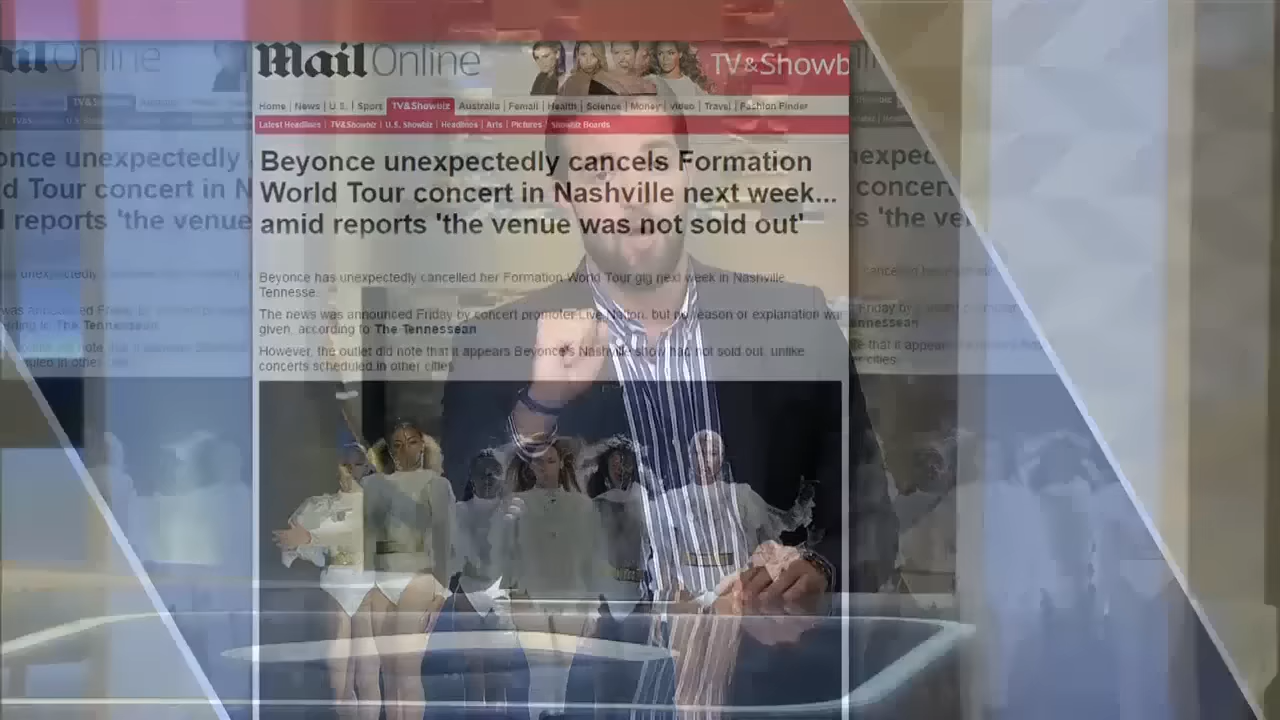 Mail Online
TV&Showb
Home | News | U.S. | Sports | TV&Showbiz | Australia | Femail | Health | Science | Money | Video | Travel | Fashion Finder
Latest Headlines | TV&Showbiz | U.S. Showbiz | Headlines | Arts | Pictures | Showbiz Boards
Beyonce unexpectedly cancels Formation
World Tour concert in Nashville next week...
amid reports 'the venue was not sold out'
Beyonce has unexpectedly cancelled her Formation World Tour gig next week in Nashville
Tennesse.
The news was announced Friday by concert promoter Live Nation, but no reason or explanation wa
given, according to The Tennessean
However, the outlet did note that it appears Beyonce's Nashville show had not sold out, unlike
concerts scheduled in other cities